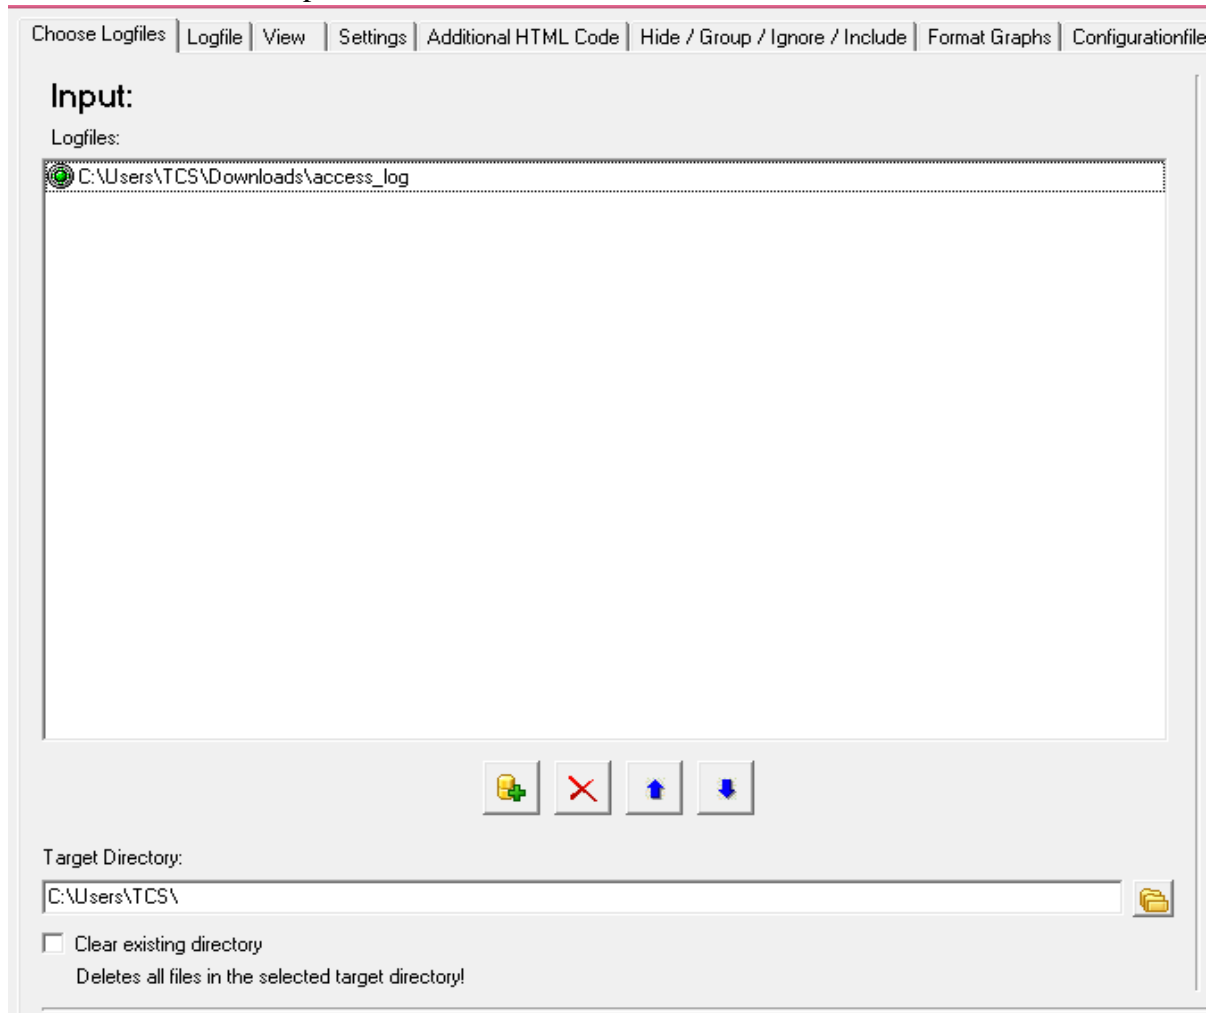 Choose Logfiles Logfile View Settings Additional HTML Code Hide / Group / Ignore / Include Format Graphs Configurationfile
Input:
Logfiles:
C:\Users\TCS\Downloads\access_log
Target Directory:
C:\Users\TCS\
Clear existing directory
Deletes all files in the selected target directory!